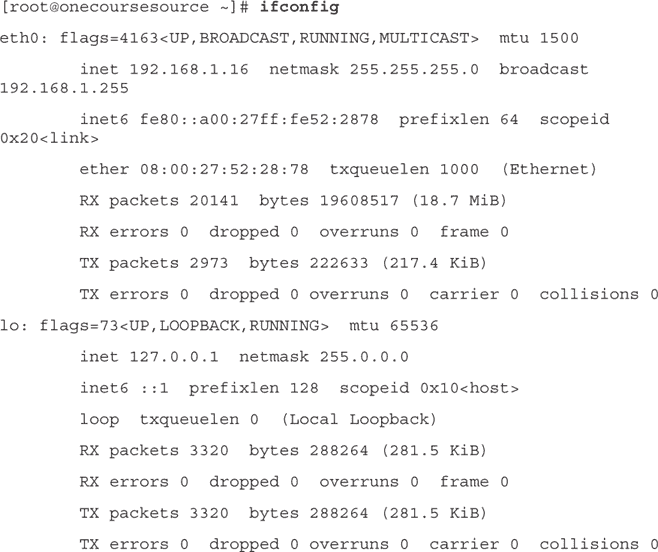 [root@onecoursesource ~]# ifconfig
eth0: flags=4163<UP,BROADCAST,RUNNING,MULTICAST>  mtu 1500
inet 192.168.1.16  netmask 255.255.255.0  broadcast
192.168.1.255
inet6 fe80::a00:27ff:fe52:2878  prefixlen 64  scopeid
0x20<link>
ether 08:00:27:52:28:78  txqueuelen 1000  (Ethernet)
RX packets 20141  bytes 19608517 (18.7 MiB)
RX errors 0  dropped 0  overruns 0  frame 0
TX packets 2973  bytes 222633 (217.4 KiB)
TX errors 0  dropped 0 overruns 0  carrier 0  collisions 0
lo: flags=73<UP,LOOPBACK,RUNNING>  mtu 65536
inet 127.0.0.1  netmask 255.0.0.0
inet6 ::1  prefixlen 128  scopeid 0x10<host>
loop  txqueuelen 0  (Local Loopback)
RX packets 3320  bytes 288264 (281.5 KiB)
RX errors 0  dropped 0  overruns 0  frame 0
TX packets 3320  bytes 288264 (281.5 KiB)
TX errors 0  dropped 0 overruns 0  carrier 0  collisions 0